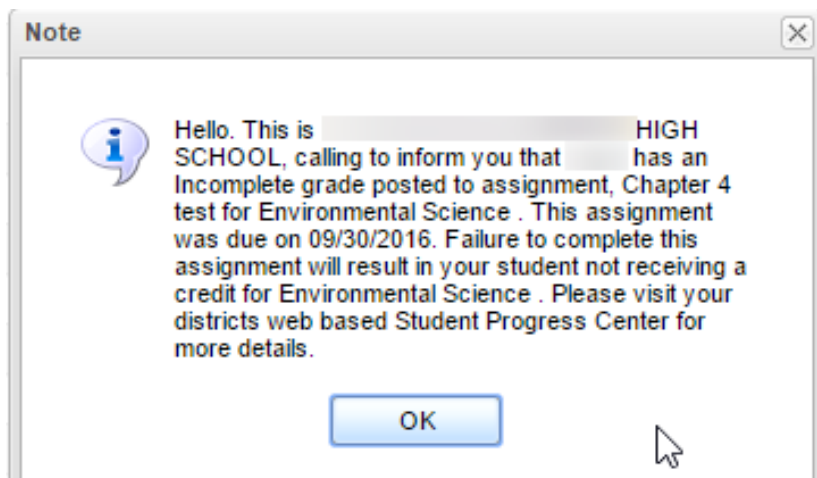 Note
Hello. This is HIGH
SCHOOL, calling to inform you that has an
Incomplete grade posted to assignment, Chapter 4
test for Environmental Science . This assignment
was due on 09/30/2016. Failure to complete this
assignment will result in your student not receiving a
credit for Environmental Science . Please visit your
districts web based Student Progress Center for
more details.
OK